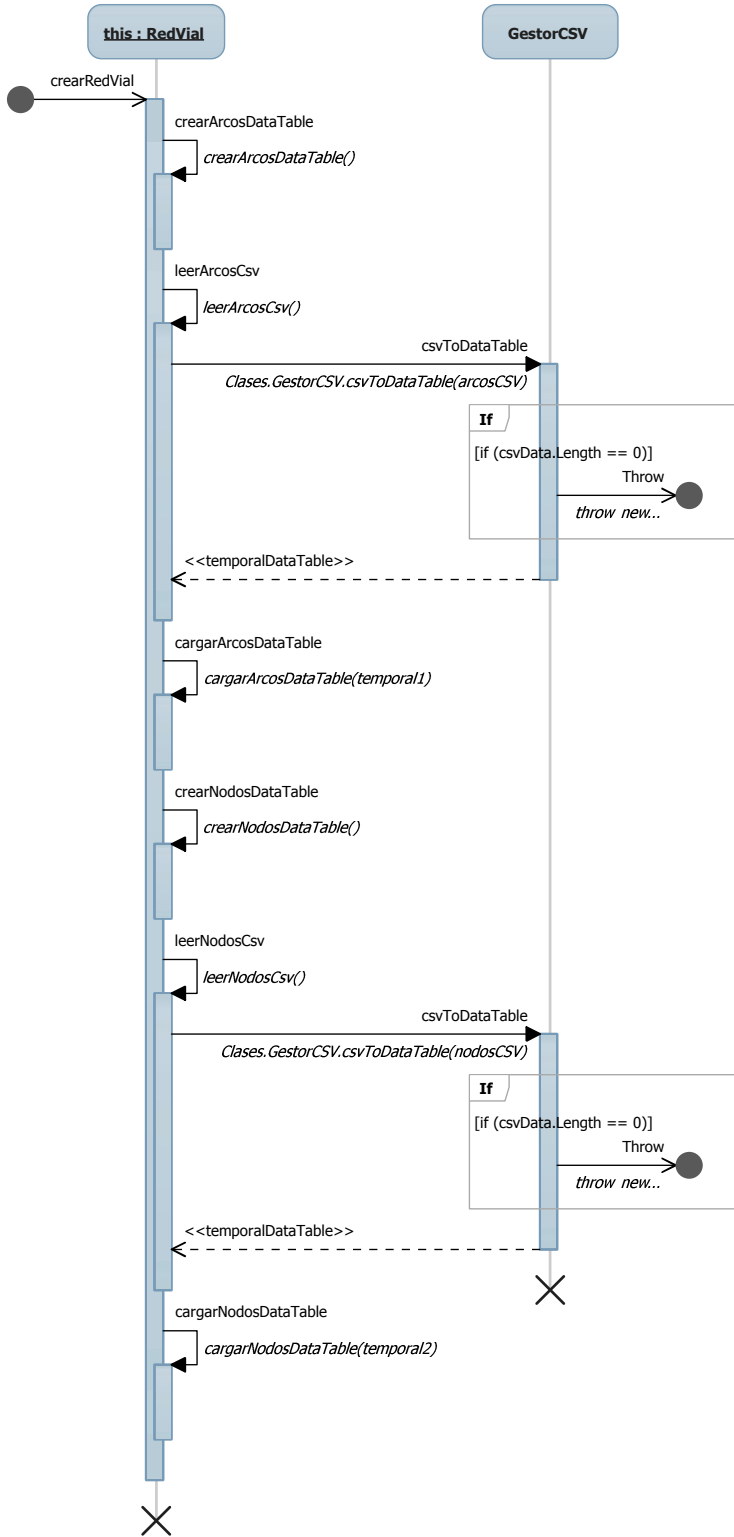 this : RedVial
GestorCSV
crearRedVial
crearArcosDataTable
crearArcosDataTable()
leerArcosCsv
leerArcosCsv()
csvToDataTable
Clases.GestorCSV.csvToDataTable(arcosCSV)
If
[if (csvData.Length == 0)]
Throw
throw new...
<<temporalDataTable>>
cargarArcosDataTable
cargarArcosDataTable(temporal1)
crearNodosDataTable
crearNodosDataTable()
leerNodosCsv
leerNodosCsv()
csvToDataTable
Clases.GestorCSV.csvToDataTable(nodosCSV)
If
[if (csvData.Length == 0)]
Throw
throw new...
<<temporalDataTable>>
cargarNodosDataTable
cargarNodosDataTable(temporal2)